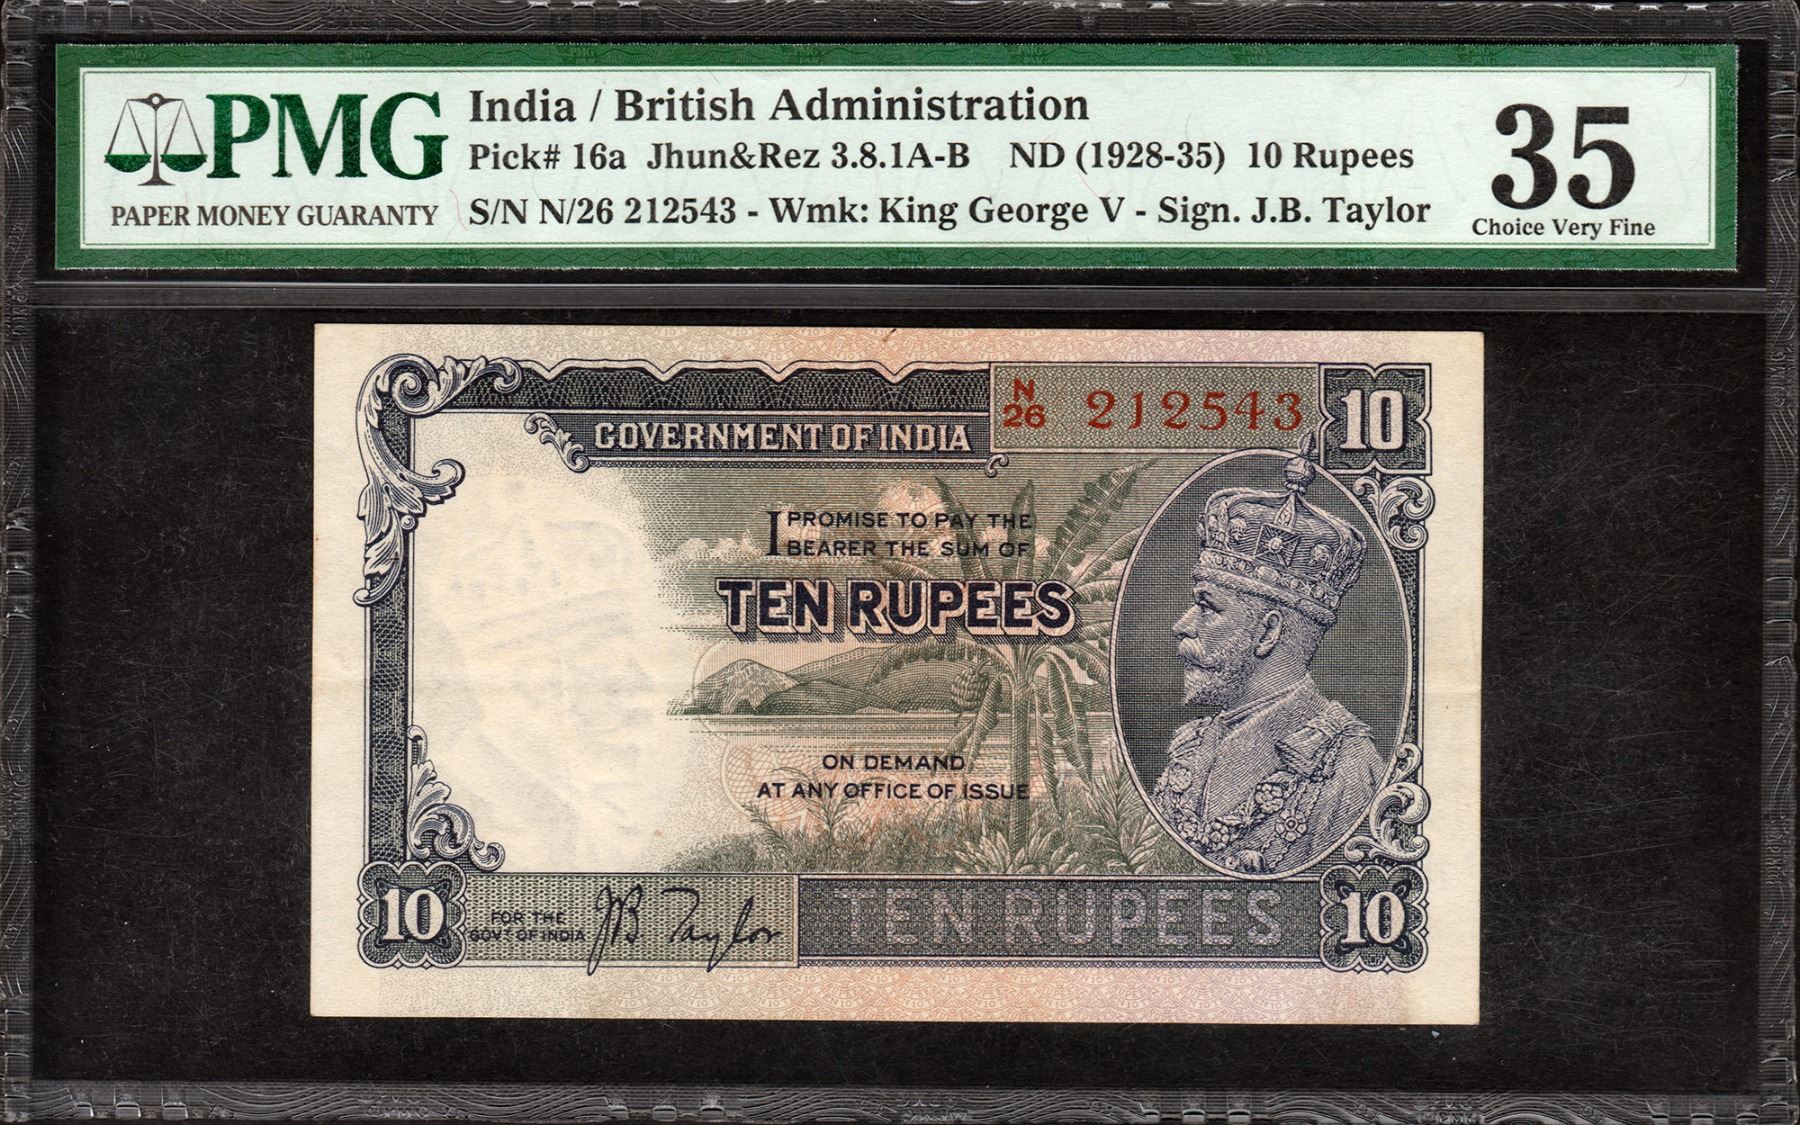 PMG
PAPER MONEY GUARANTY
India / British Administration
Pick# 16a Jhun&Rez 3.8.1A-B ND (1928-35) 10 Rupees
S/N N/26 212543 - Wmk: King George V - Sign. J.B. Taylor
35
Choice Very Fine
N
26 212543
10
GOVERNMENT OF INDIA
I PROMISE TO PAY THE
BEARER THE SUM OF
TEN RUPEES
ON DEMAND
AT ANY OFFICE OF ISSUE
10
FOR THE
GOVT OF INDIA
JB Taylor
TEN RUPEES
10